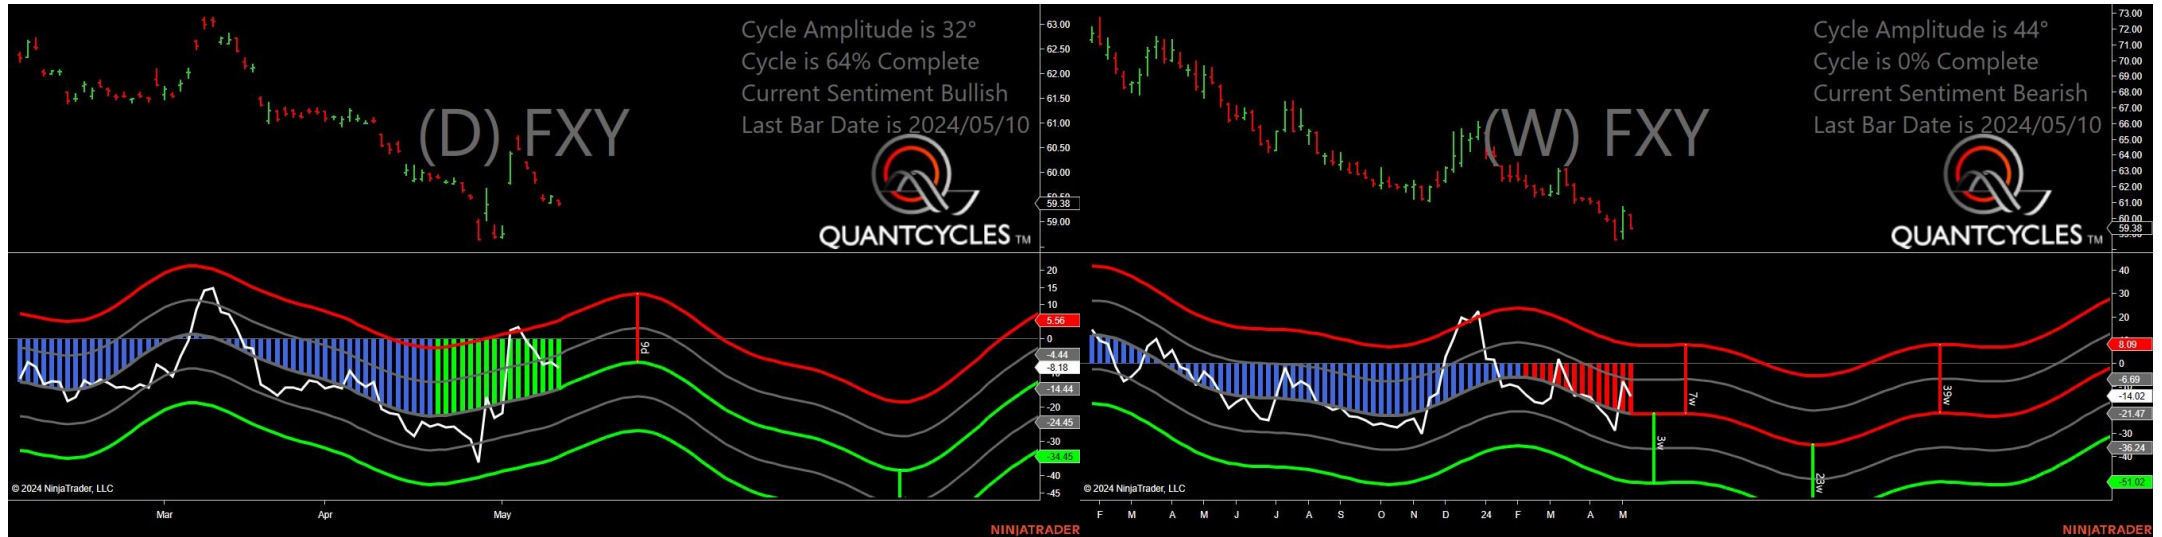 Cycle Amplitude is 32°
Cycle is 64% Complete
Current Sentiment Bullish
Last Bar Date is 2024/05/10
(D) FXY
QUANTCYCLES TM
63.00
62.50
62.00
61.50
61.00
60.50
60.00
59.38
59.00
20
15
10
5.56
0
-4.44
-8.18
-14.44
-20
-24.45
-30
-34.45
-40
-45
9d
© 2024 NinjaTrader, LLC
Mar
Apr
May
NINJATRADER
Cycle Amplitude is 44°
Cycle is 0% Complete
Current Sentiment Bearish
Last Bar Date is 2024/05/10
(W) FXY
QUANTCYCLES TM
73.00
72.00
71.00
70.00
69.00
68.00
67.00
66.00
65.00
64.00
63.00
62.00
61.00
60.00
59.38
40
30
20
8.09
0
-6.69
-14.02
-21.47
-30
-36.24
-40
-51.02
7w
39w
3w
23w
© 2024 NinjaTrader, LLC
F M A M J J A S O N D 24 F M A M
NINJATRADER